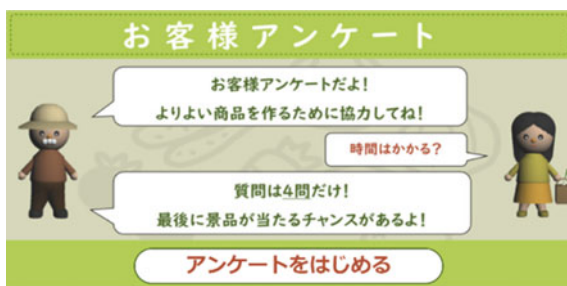 お客様アンケート
お客様アンケートだよ!
よりよい商品を作るために協力してね!
時間はかかる?
質問は4問だけ!
最後に景品が当たるチャンスがあるよ!
アンケートをはじめる